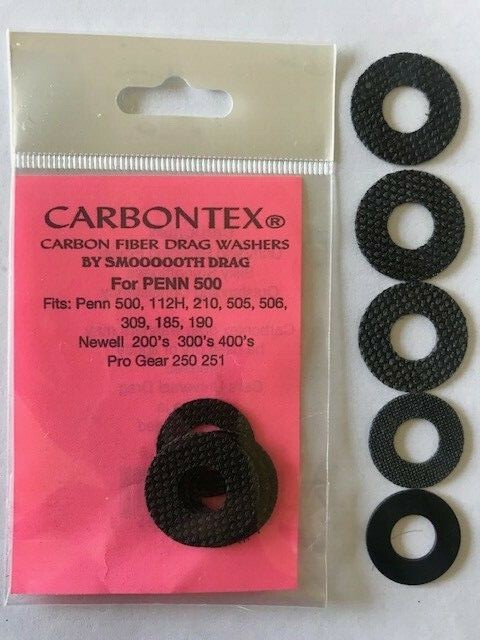 CARBONTEX®
CARBON FIBER DRAG WASHERS
BY SMOOOOOTH DRAG
For PENN 500
Fits: Penn 500, 112H, 210, 505, 506,
309, 185, 190
Newell 200's 300's 400's
Pro Gear 250 251